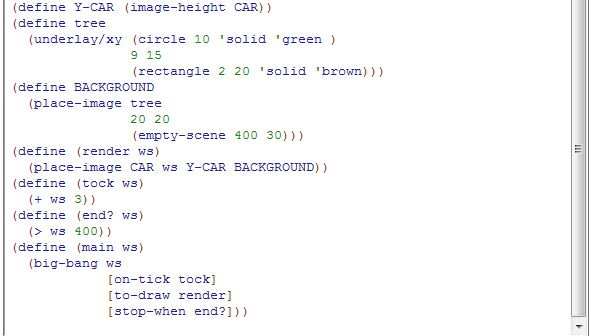 (define Y-CAR (image-height CAR))
(define tree
  (underlay/xy (circle 10 'solid 'green )
               9 15
               (rectangle 2 20 'solid 'brown)))
(define BACKGROUND
  (place-image tree
               20 20
               (empty-scene 400 30)))
(define (render ws)
  (place-image CAR ws Y-CAR BACKGROUND))
(define (tock ws)
  (+ ws 3))
(define (end? ws)
  (> ws 400))
(define (main ws)
  (big-bang ws
            [on-tick tock]
            [to-draw render]
            [stop-when end?]))